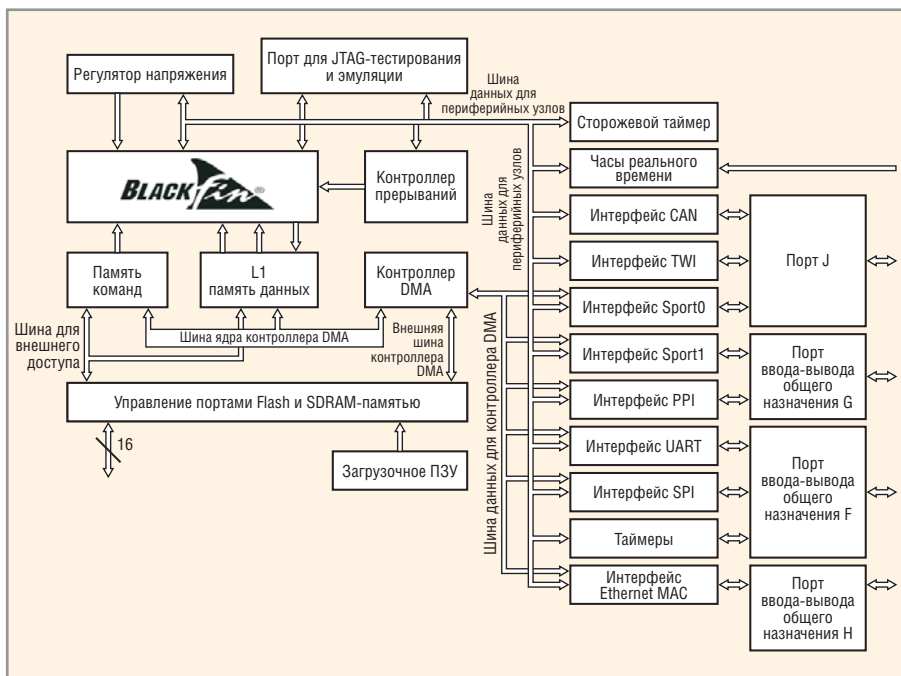 Регулятор напряжения
Порт для JTAG-тестирования
и эмуляции
Шина
данных для
периферийных узлов
Сторожевой таймер
Часы реального
времени
BLACKfin®
Контроллер
прерываний
Шина
данных для
периферийных узлов
Интерфейс CAN
Интерфейс TWI
Интерфейс Sport0
Порт J
Память
команд
L1
память данных
Контроллер
DMA
Шина для
внешнего
доступа
Шина ядра контроллера DMA
Внешняя
шина
контроллера
DMA
Интерфейс Sport1
Интерфейс PPI
Порт
ввода-вывода
общего
назначения G
Управление портами Flash и SDRAM-памятью
16
Загрузочное ПЗУ
Шина данных для контроллера DMA
Интерфейс UART
Интерфейс SPI
Таймеры
Порт
ввода-вывода
общего
назначения F
Интерфейс
Ethernet MAC
Порт
ввода-вывода
общего
назначения H